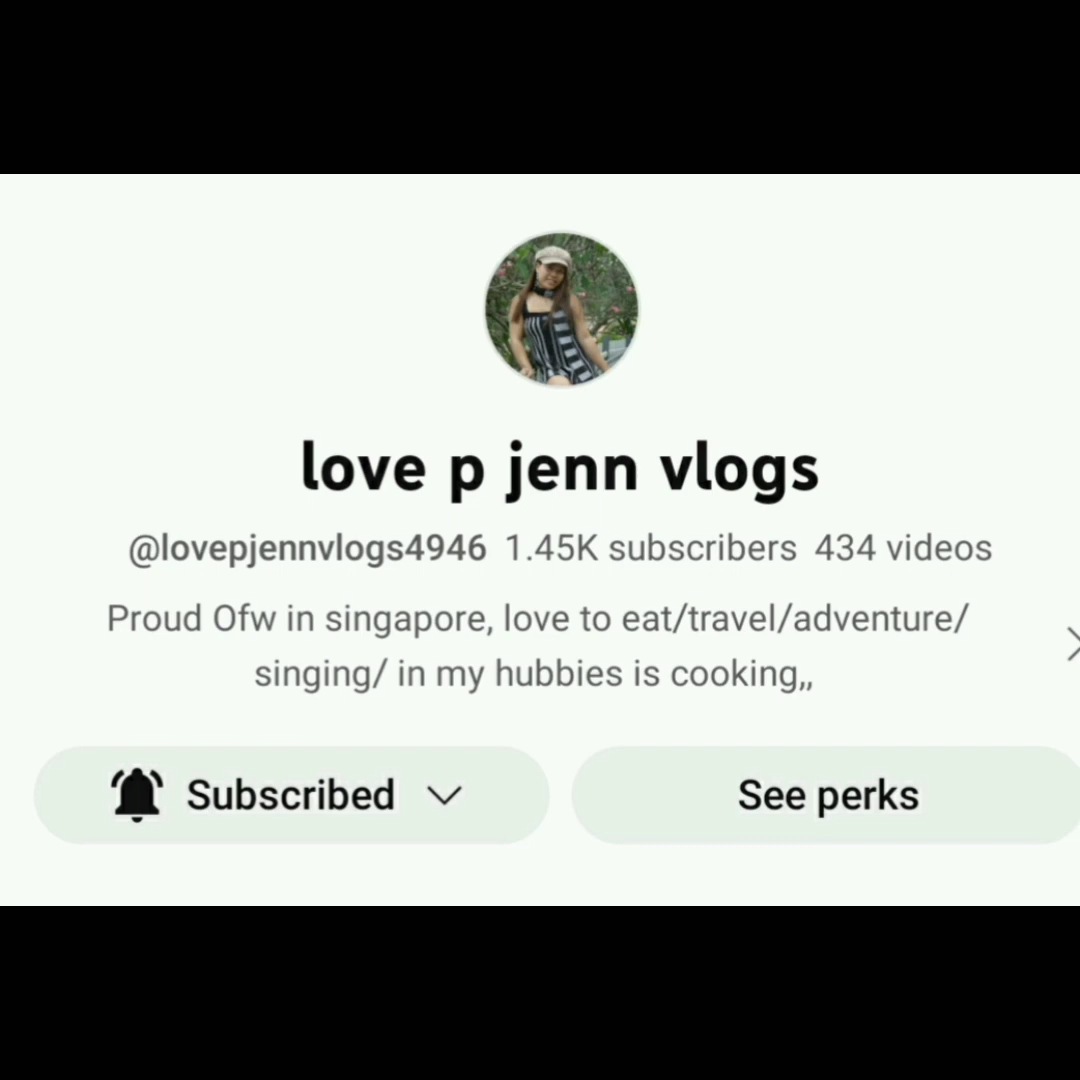 love p jenn vlogs
@lovepjennvlogs4946 1.45K subscribers 434 videos
Proud Ofw in singapore, love to eat/travel/adventure/
singing/ in my hubbies is cooking,,
Subscribed
See perks